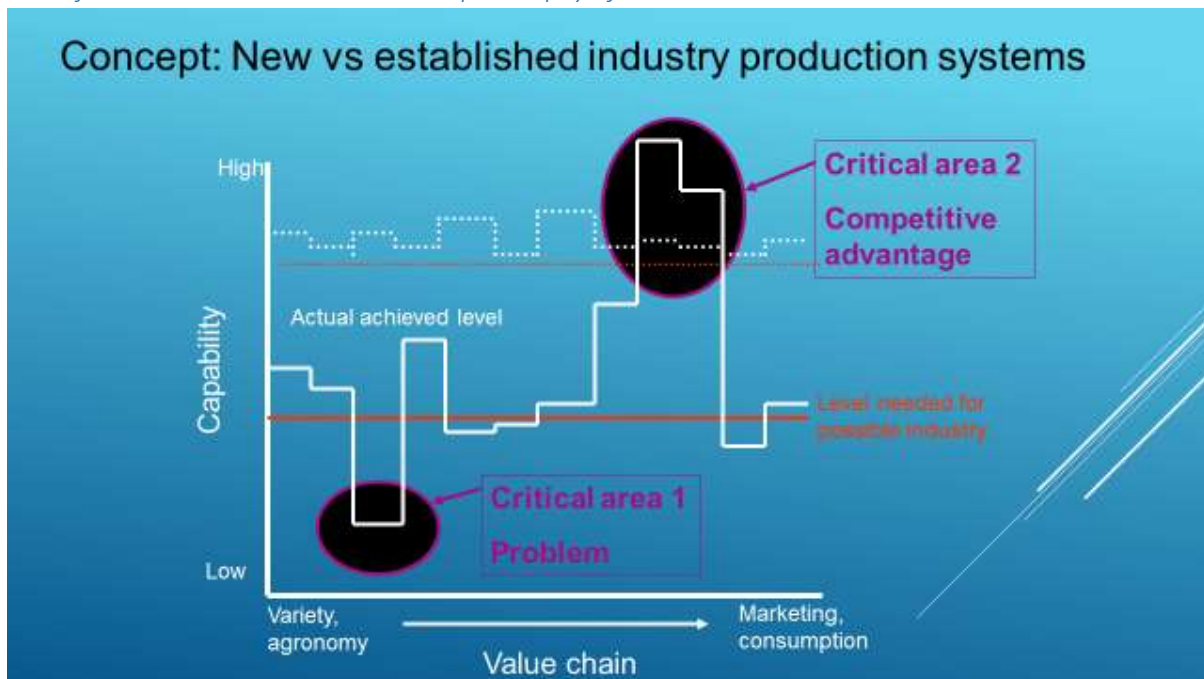 Concept: New vs established industry production systems
High
Critical area 2
Competitive
advantage
Actual achieved level
Capability
Level needed for
possible industry
Critical area 1
Problem
Low
Variety,
agronomy
Marketing,
consumption
Value chain